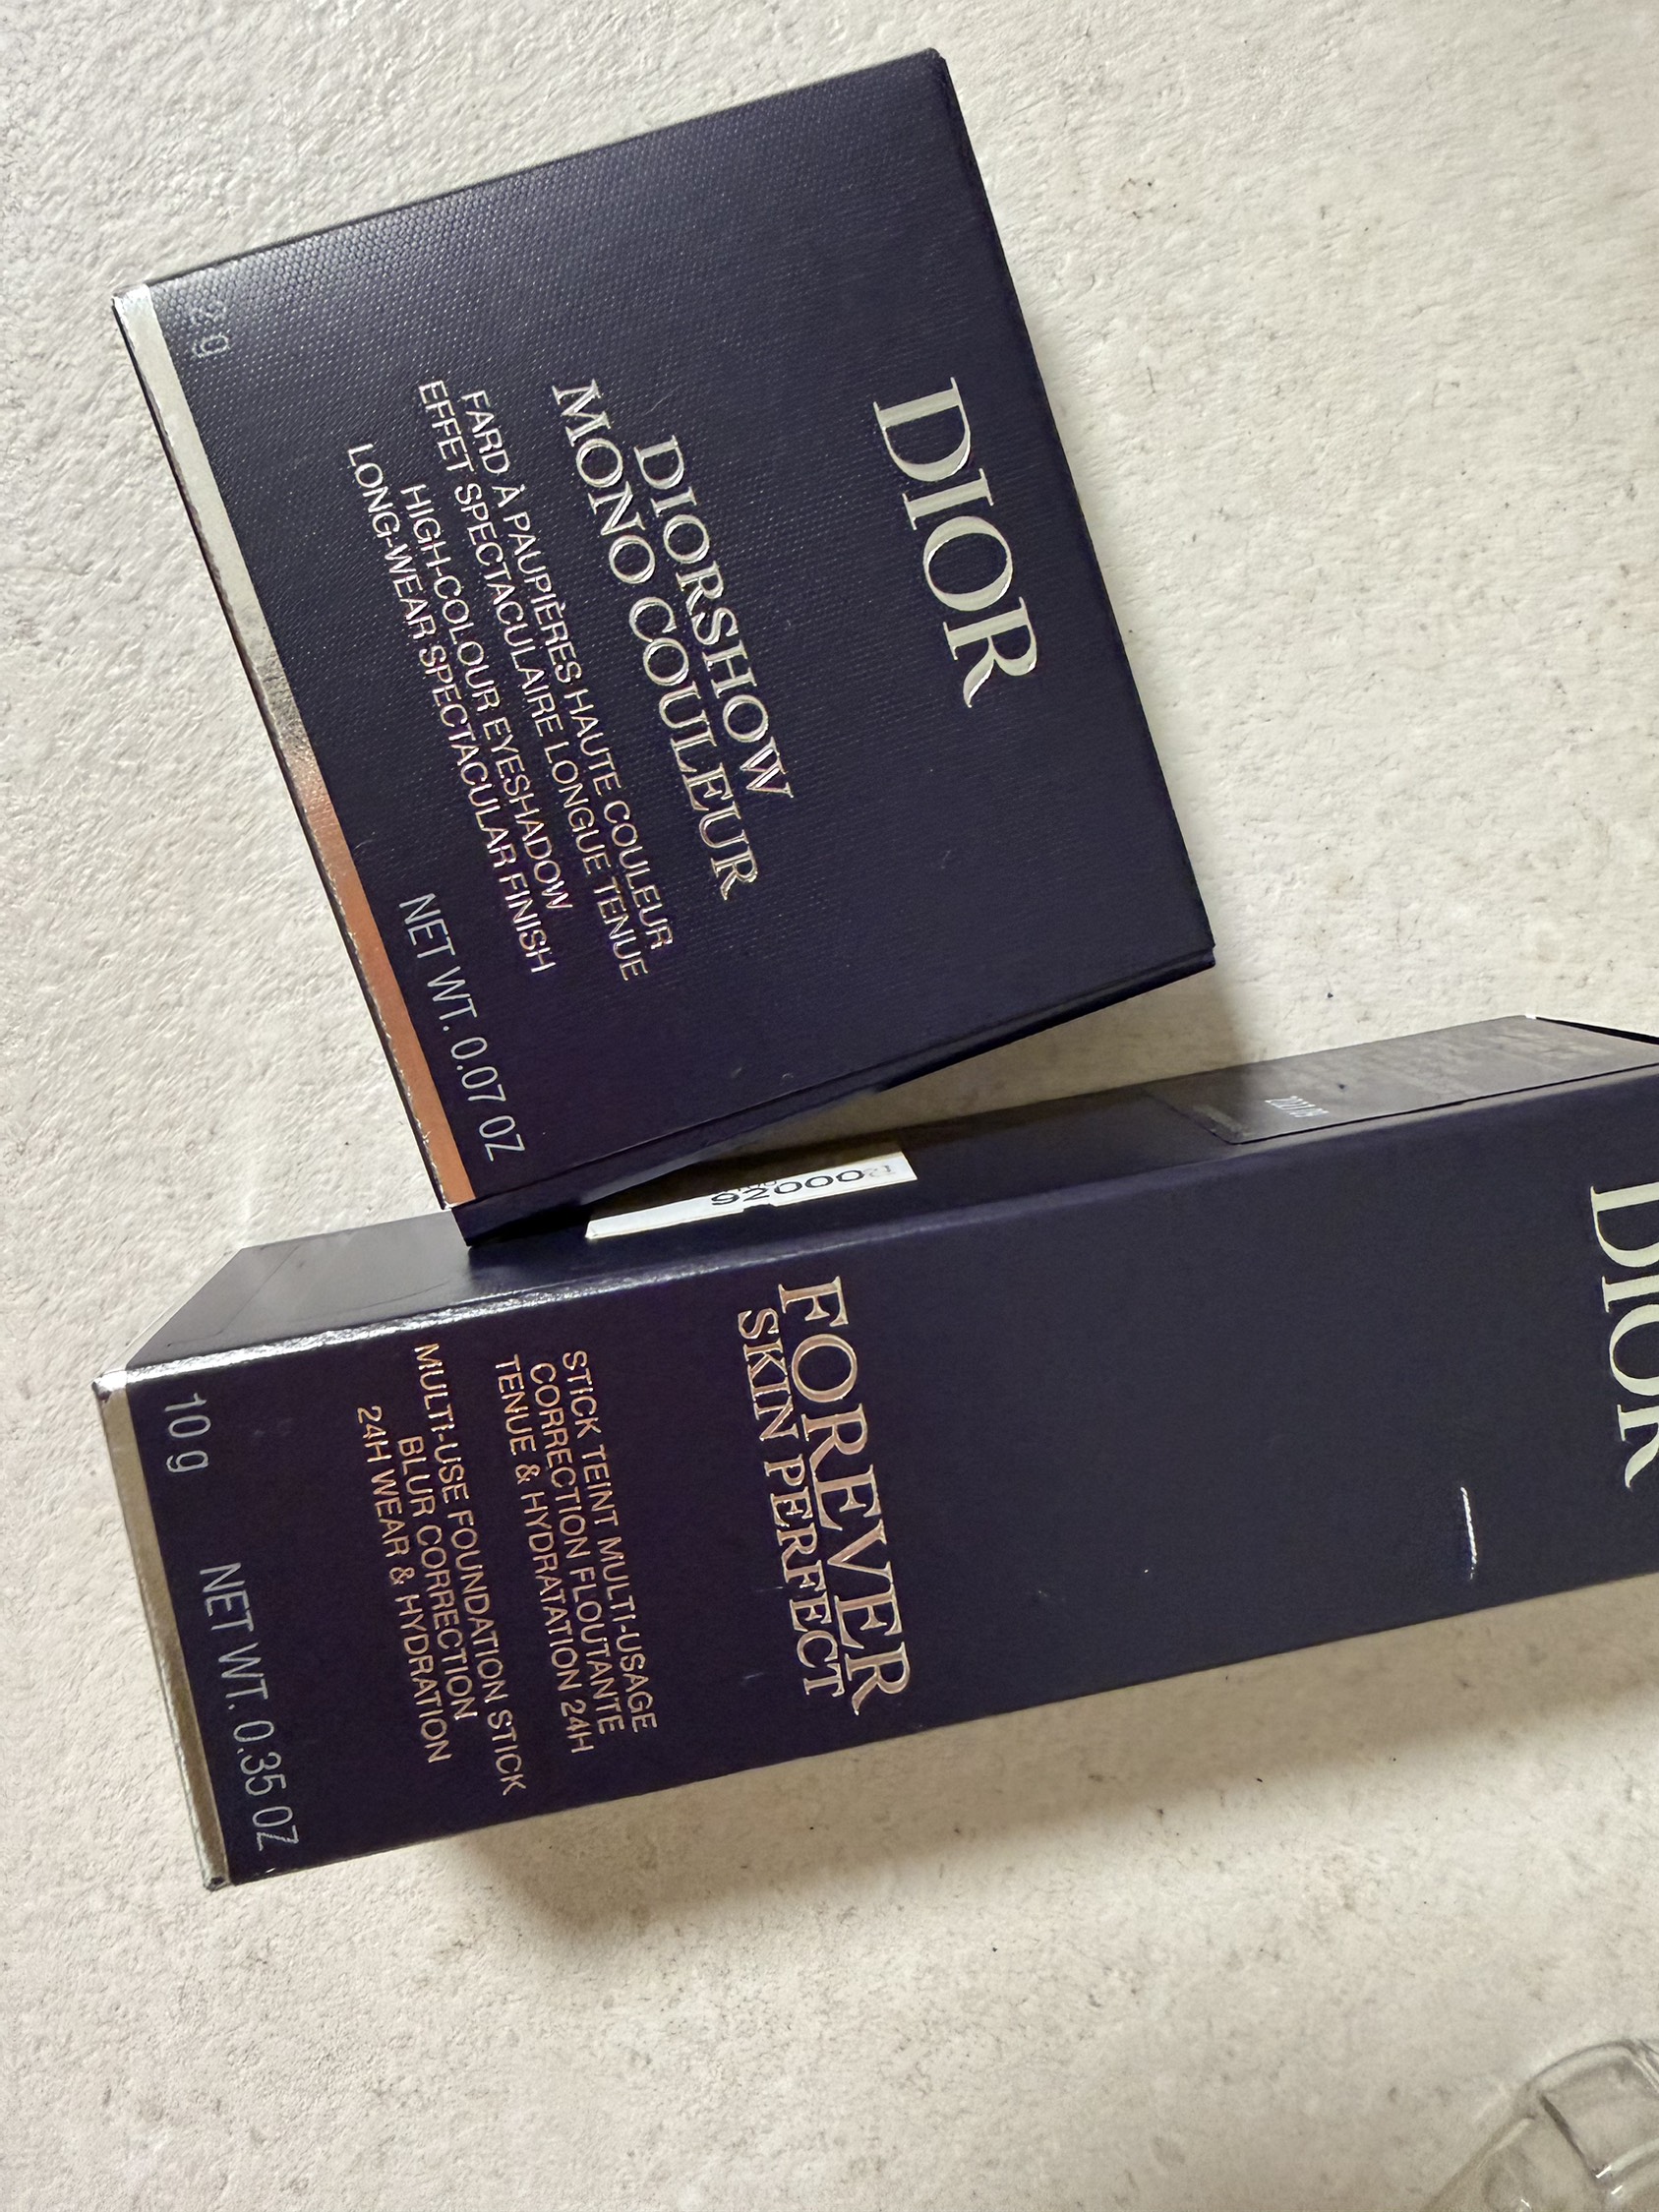 DIOR
DIORSHOW
MONO COULEUR
FARD À PAUPIÈRES HAUTE COULEUR
EFFET SPECTACULAIRE LONGUE TENUE
HIGH-COLOUR EYESHADOW
LONG-WEAR SPECTACULAR FINISH
2 g NET WT. 0.07 OZ
DIOR
FOREVER
SKIN PERFECT
STICK TEINT MULTI-USAGE
CORRECTION FLOUTANTE
TENUE & HYDRATATION 24H
MULTI-USE FOUNDATION STICK
BLUR CORRECTION
24H WEAR & HYDRATION
10 g NET WT. 0.35 OZ